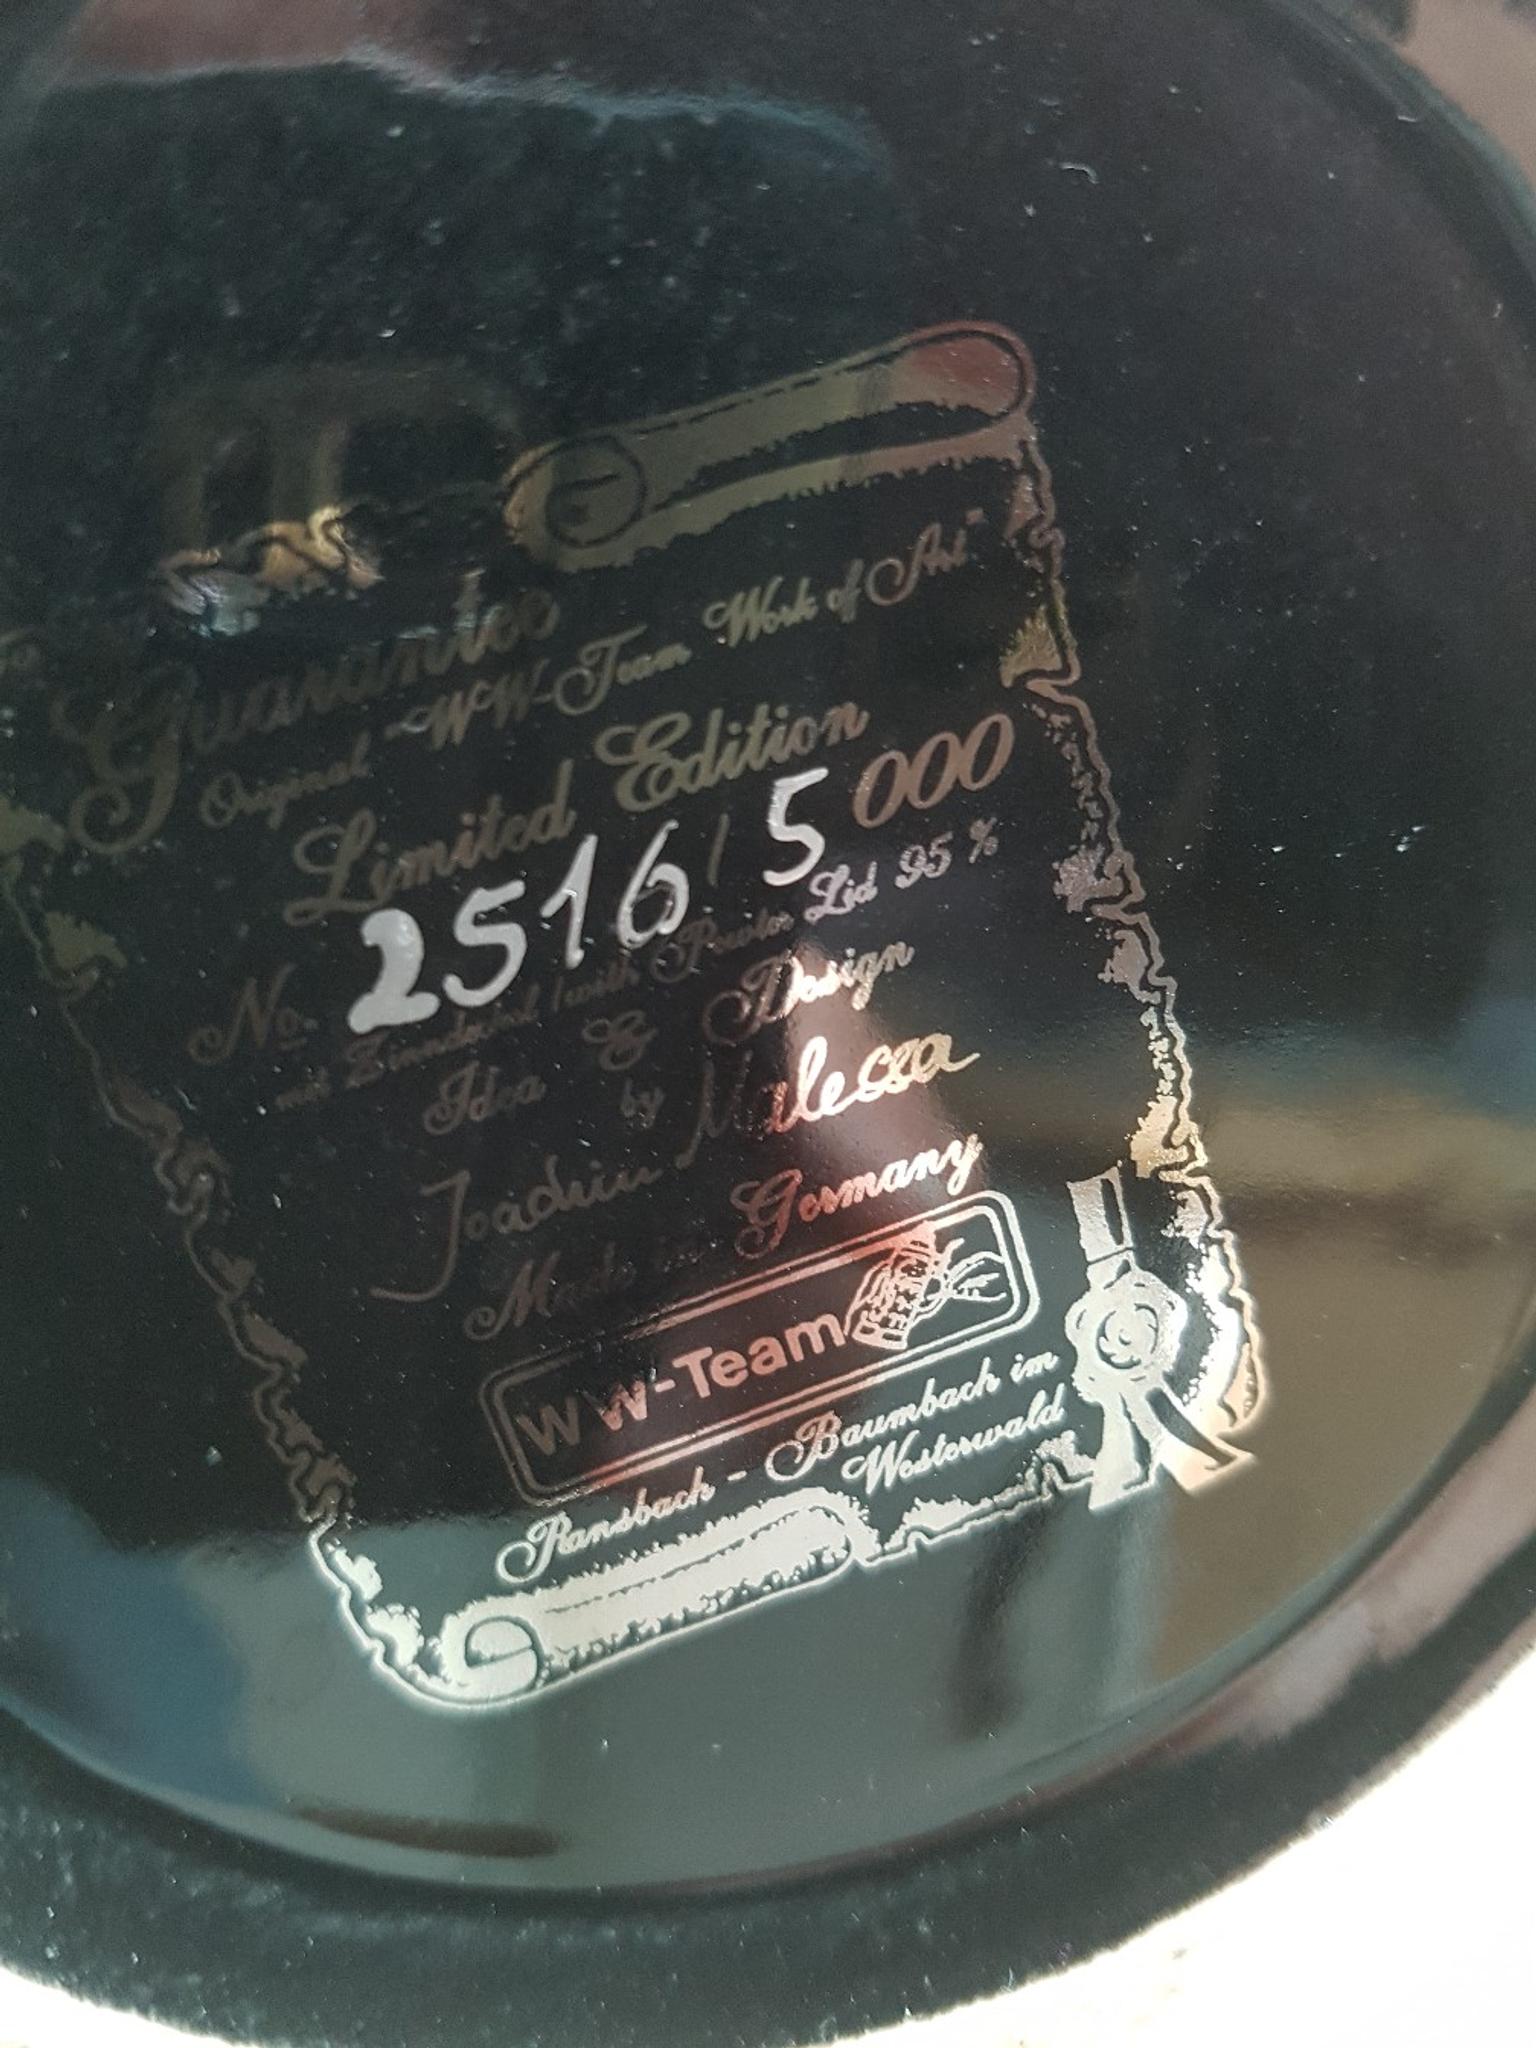 Guarantee
Original "WW-Team Work of Art"
Limited Edition
No. 2516/5000
mit Zinndeckel/with Pewter Lid 95 %
Idea & Design
by
Joachim Malecza
Made in Germany
WW-Team
Ransbach - Baumbach im
Westerwald